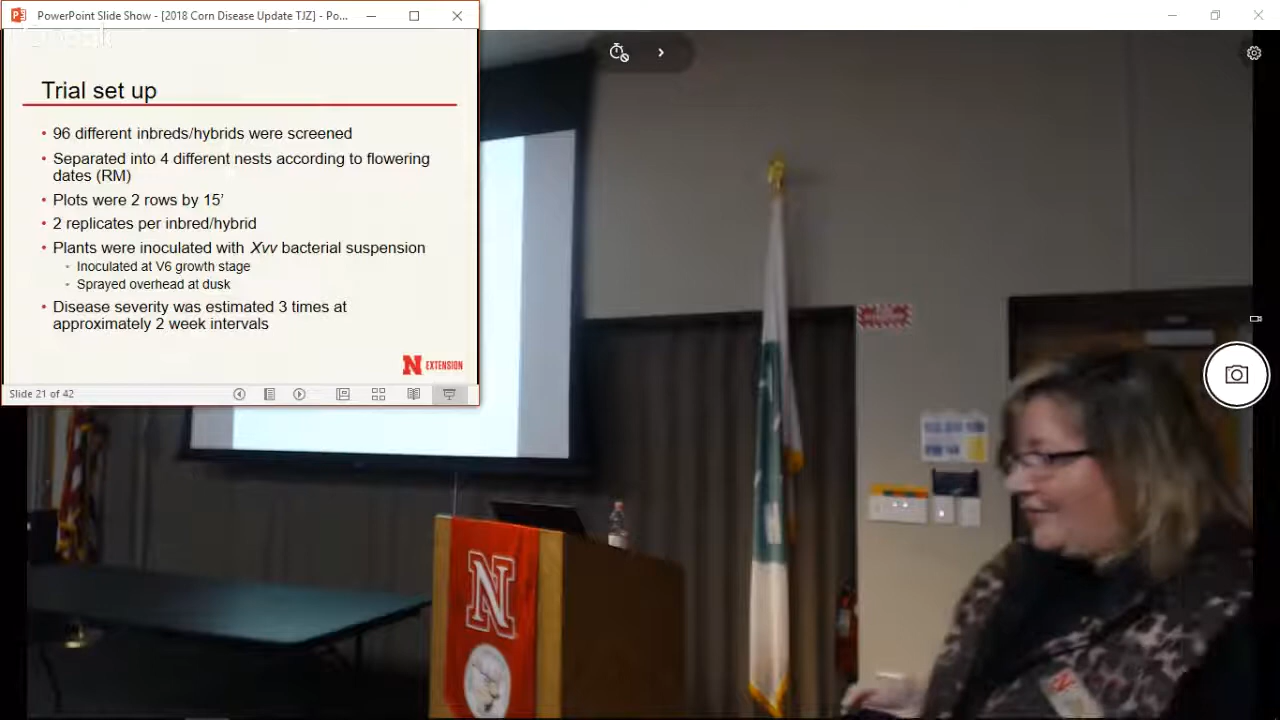 PowerPoint Slide Show - [2018 Corn Disease Update TJZ] - Po...
Trial set up
• 96 different inbreds/hybrids were screened
• Separated into 4 different nests according to flowering
dates (RM)
• Plots were 2 rows by 15’
• 2 replicates per inbred/hybrid
• Plants were inoculated with Xvv bacterial suspension
- Inoculated at V6 growth stage
- Sprayed overhead at dusk
• Disease severity was estimated 3 times at
approximately 2 week intervals
N EXTENSION
Slide 21 of 42
N